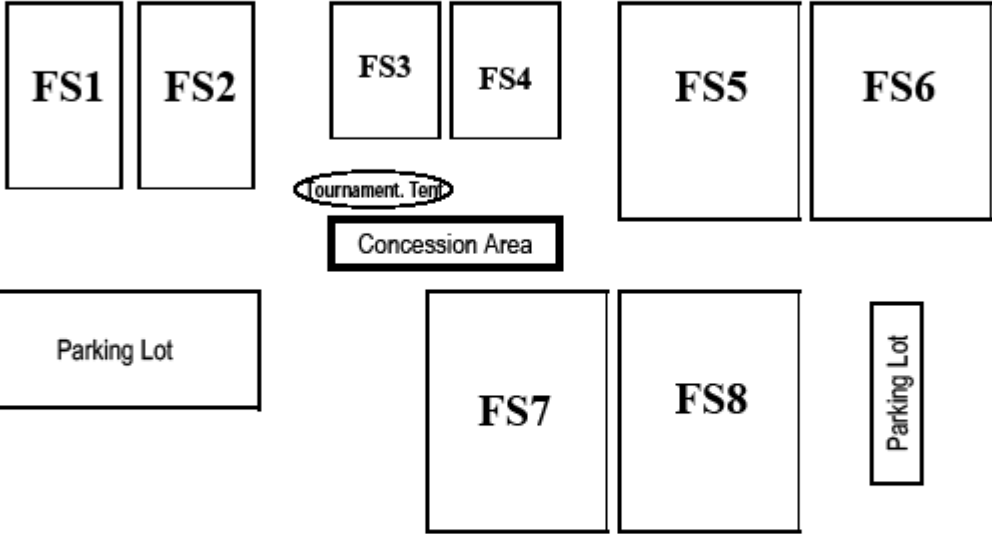 FS1
FS2
FS3
FS4
FS5
FS6
Tournament. Tent
Concession Area
Parking Lot
FS7
FS8
Parking Lot